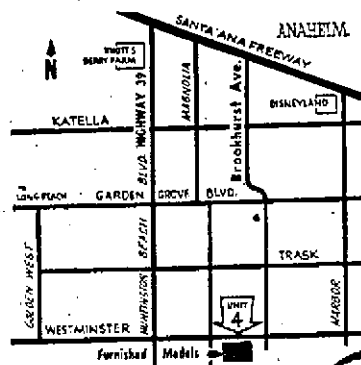 SANTA ANA FREEWAY
ANAHEIM
N
KNOTT'S
BERRY FARM
DISNEYLAND
KATELLA
BLVD. HIGHWAY 39
MAGNOLIA
Brookhurst Ave.
LONG BEACH
GARDEN GROVE BLVD.
TRASK
GOLDEN WEST
HUNTINGTON BEACH
HARBOR
UNIT
4
WESTMINSTER
Furnished Models